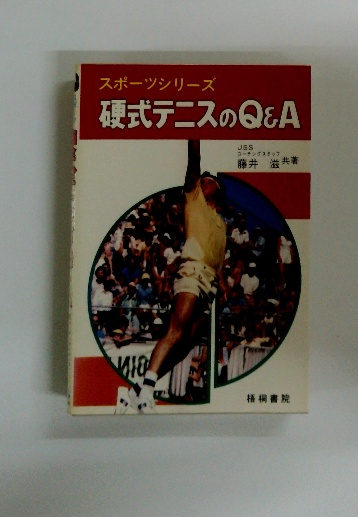 スポーツシリーズ
硬式テニスのQ&A
JSS
コーチングスタッフ
藤井 滋 共著
梧桐書院